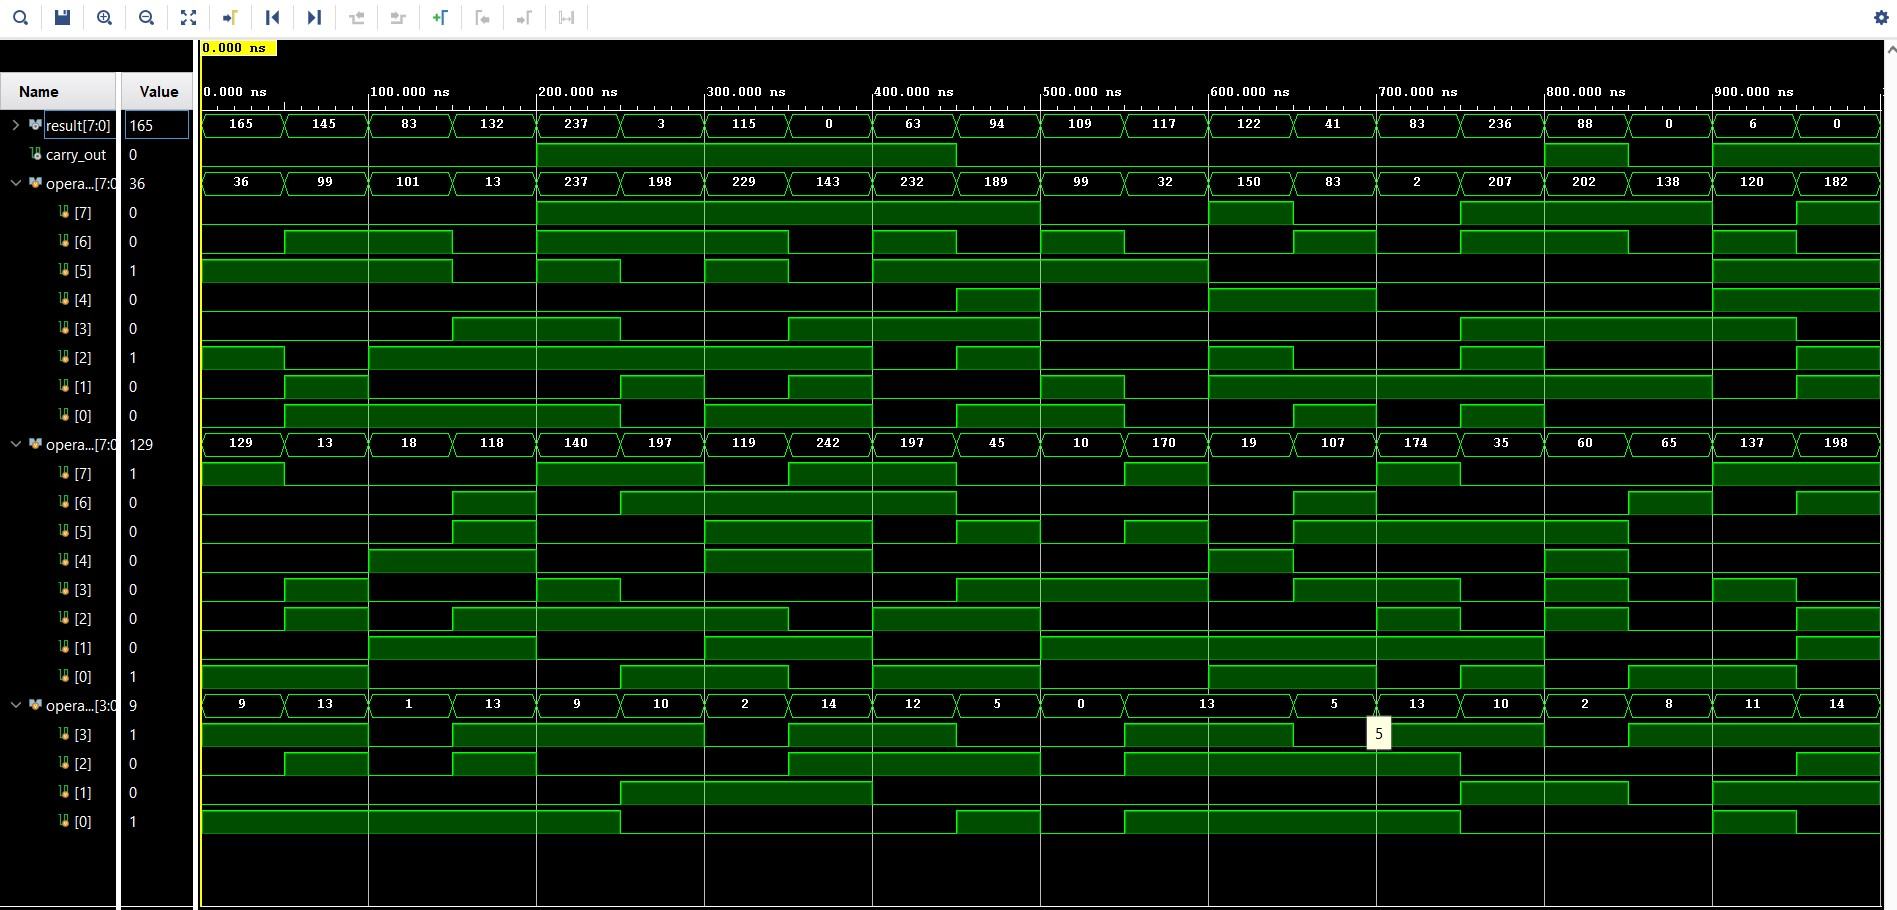 0.000 ns
Name Value 0.000 ns 100.000 ns 200.000 ns 300.000 ns 400.000 ns 500.000 ns 600.000 ns 700.000 ns 800.000 ns 900.000 ns
result[7:0] 165 165 145 83 132 237 3 115 0 63 94 109 117 122 41 83 236 88 0 6 0
carry_out 0
opera...[7:0 36 36 99 101 13 237 198 229 143 232 189 99 32 150 83 2 207 202 138 120 182
[7] 0
[6] 0
[5] 1
[4] 0
[3] 0
[2] 1
[1] 0
[0] 0
opera...[7:0 129 129 13 18 118 140 197 119 242 197 45 10 170 19 107 174 35 60 65 137 198
[7] 1
[6] 0
[5] 0
[4] 0
[3] 0
[2] 0
[1] 0
[0] 1
opera...[3:0 9 9 13 1 13 9 10 2 14 12 5 0 13 5 13 10 2 8 11 14
[3] 1 5
[2] 0
[1] 0
[0] 1